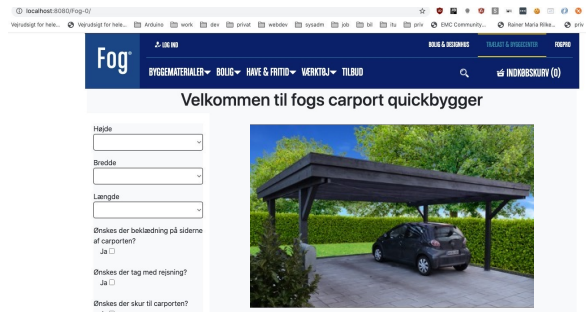 localhost:8080/Fog-0/
Vejrudsigt for hele... Vejrudsigt for hele... Arduino work dev privat webdev sysadm job bil itu priv EMC Community... Rainer Maria Rilke... priv
Fog
LOG IND BOLIG & DESIGNHUS TRÆLAST & BYGGECENTER FOGPRO
BYGGEMATERIALER BOLIG HAVE & FRITID VÆRKTØJ TILBUD INDKØBSKURV (0)
Velkommen til fogs carport quickbygger
Højde
Bredde
Længde
Ønskes der beklædning på siderne
af carporten?
Ja
Ønskes der tag med rejsning?
Ja
Ønskes der skur til carporten?